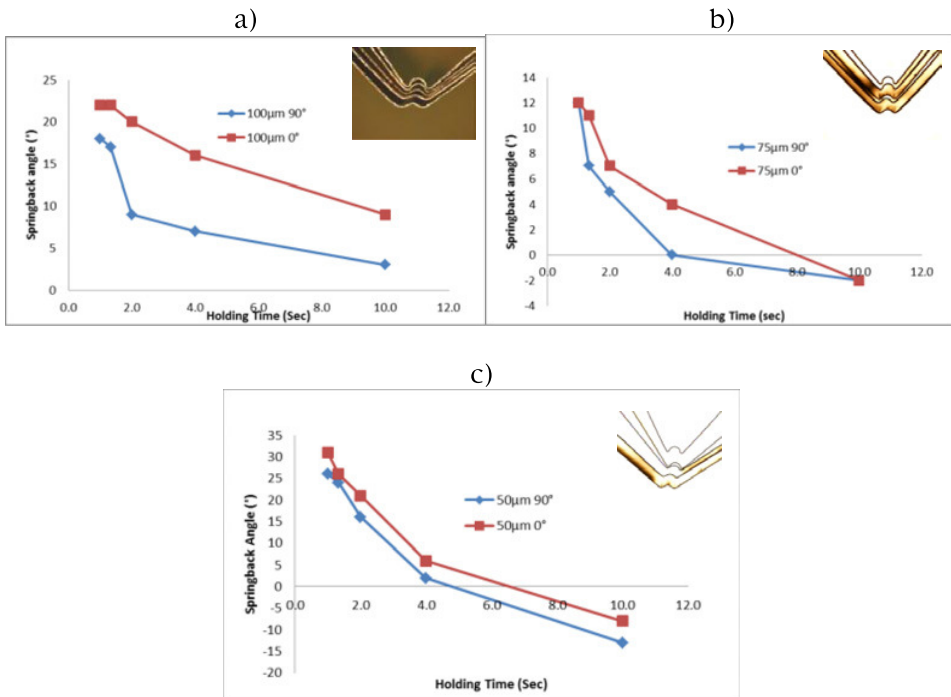 a)
25
20
15
10
5
0
Springback angle (°)
100µm 90°
100µm 0°
0.0 2.0 4.0 6.0 8.0 10.0 12.0
Holding Time (Sec)
b)
14
12
10
8
6
4
2
0
-2
-4
Springback anagle (°)
75µm 90°
75µm 0°
0.0 2.0 4.0 6.0 8.0 10.0 12.0
Holding Time (sec)
c)
35
30
25
20
15
10
5
0
-5
-10
-15
-20
Springback Angle (°)
50µm 90°
50µm 0°
0.0 2.0 4.0 6.0 8.0 10.0 12.0
Holding Time (Sec)